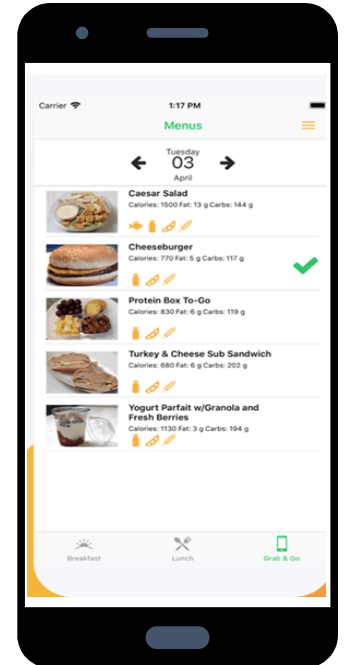 Carrier
1:17 PM
Menus
Tuesday
03
April
Caesar Salad
Calories: 1500 Fat: 13 g Carbs: 144 g
Cheeseburger
Calories: 770 Fat: 5 g Carbs: 117 g
Protein Box To-Go
Calories: 830 Fat: 6 g Carbs: 119 g
Turkey & Cheese Sub Sandwich
Calories: 680 Fat: 6 g Carbs: 202 g
Yogurt Parfait w/Granola and
Fresh Berries
Calories: 1130 Fat: 3 g Carbs: 194 g
Breakfast
Lunch
Grab & Go